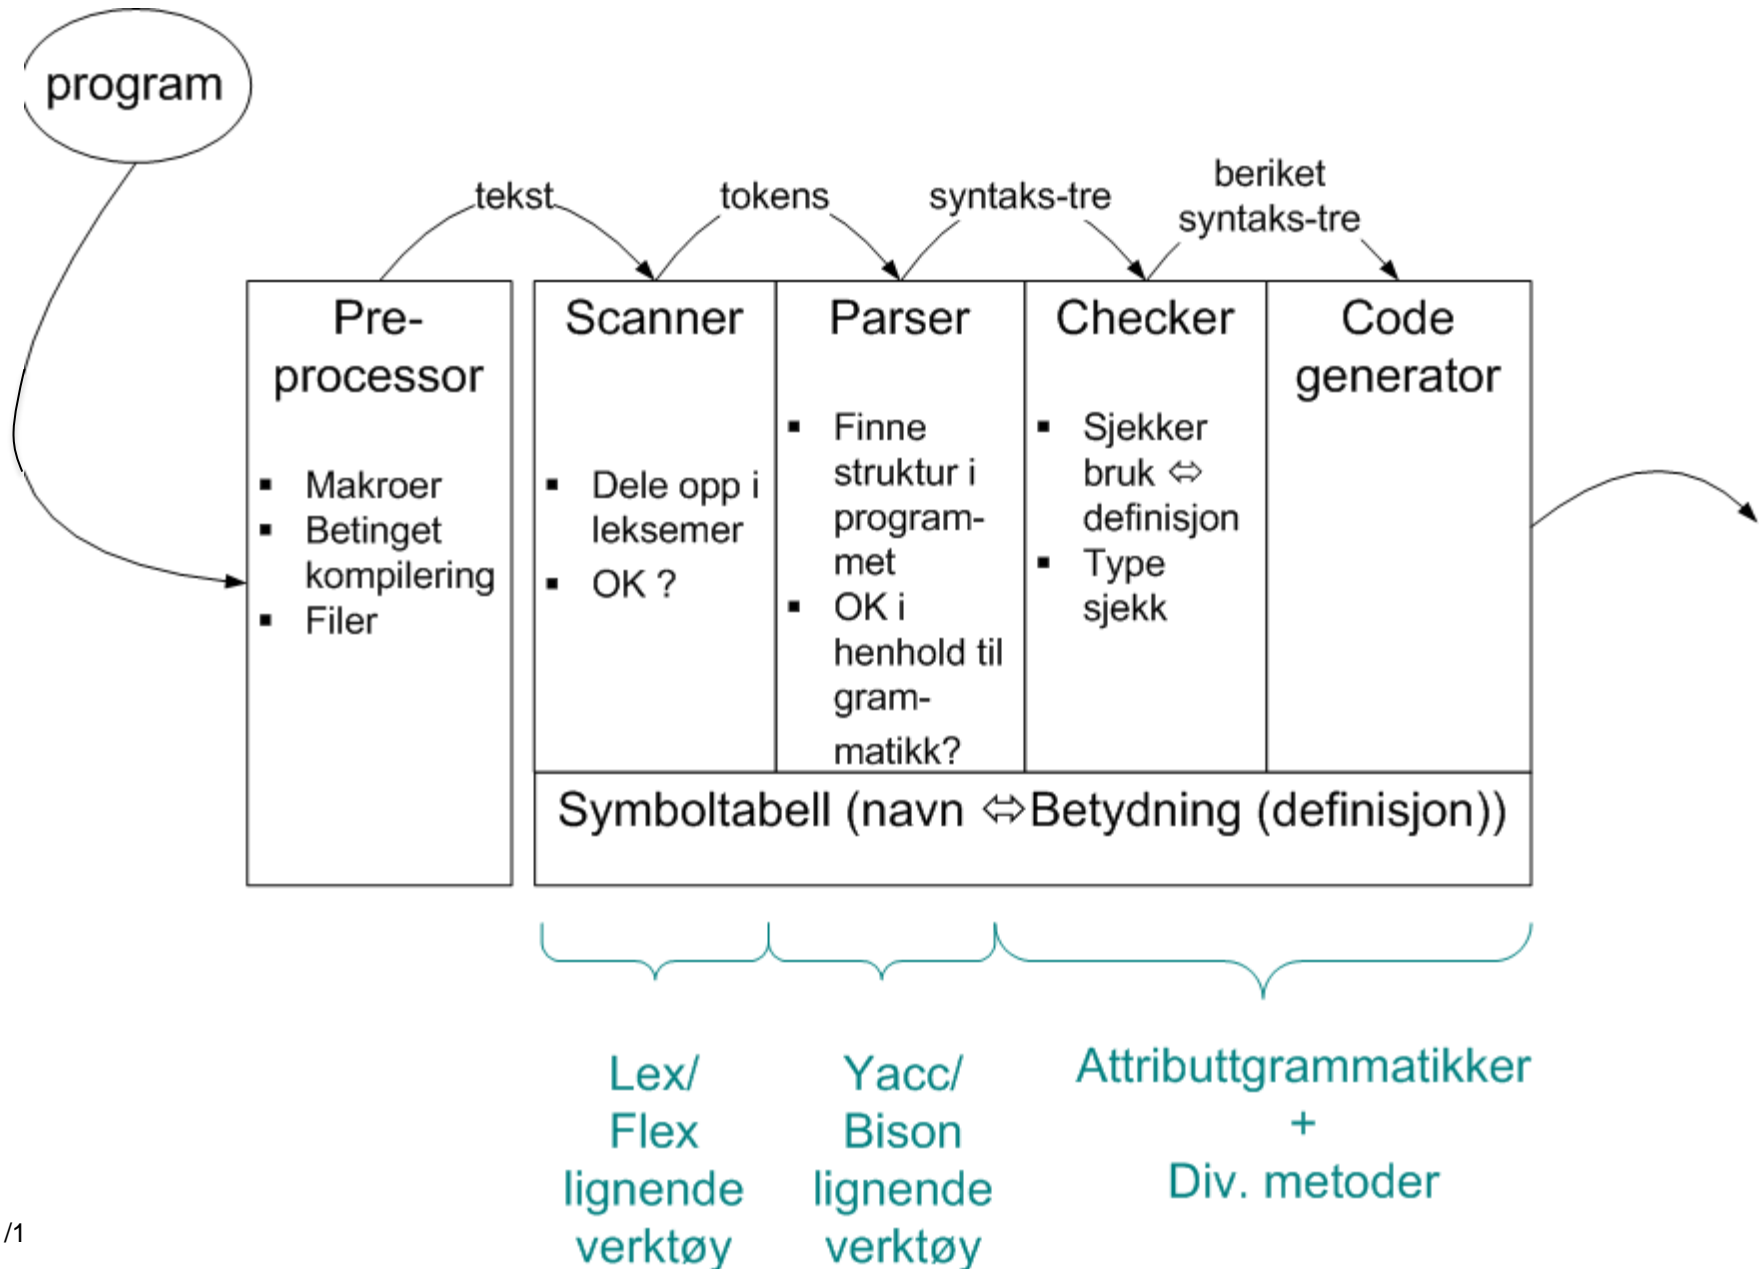 program
tekst
tokens
syntaks-tre
beriket
syntaks-tre
Pre-
processor
▪ Makroer
▪ Betinget
kompilering
▪ Filer
Scanner
▪ Dele opp i
leksemer
▪ OK ?
Parser
▪ Finne
struktur i
program-
met
▪ OK i
henhold til
gram-
matikk?
Checker
▪ Sjekker
bruk ⇔
definisjon
▪ Type
sjekk
Code
generator
Symboltabell (navn ⇔Betydning (definisjon))
Lex/
Flex
lignende
verktøy
Yacc/
Bison
lignende
verktøy
Attributtgrammatikker
+
Div. metoder
/1